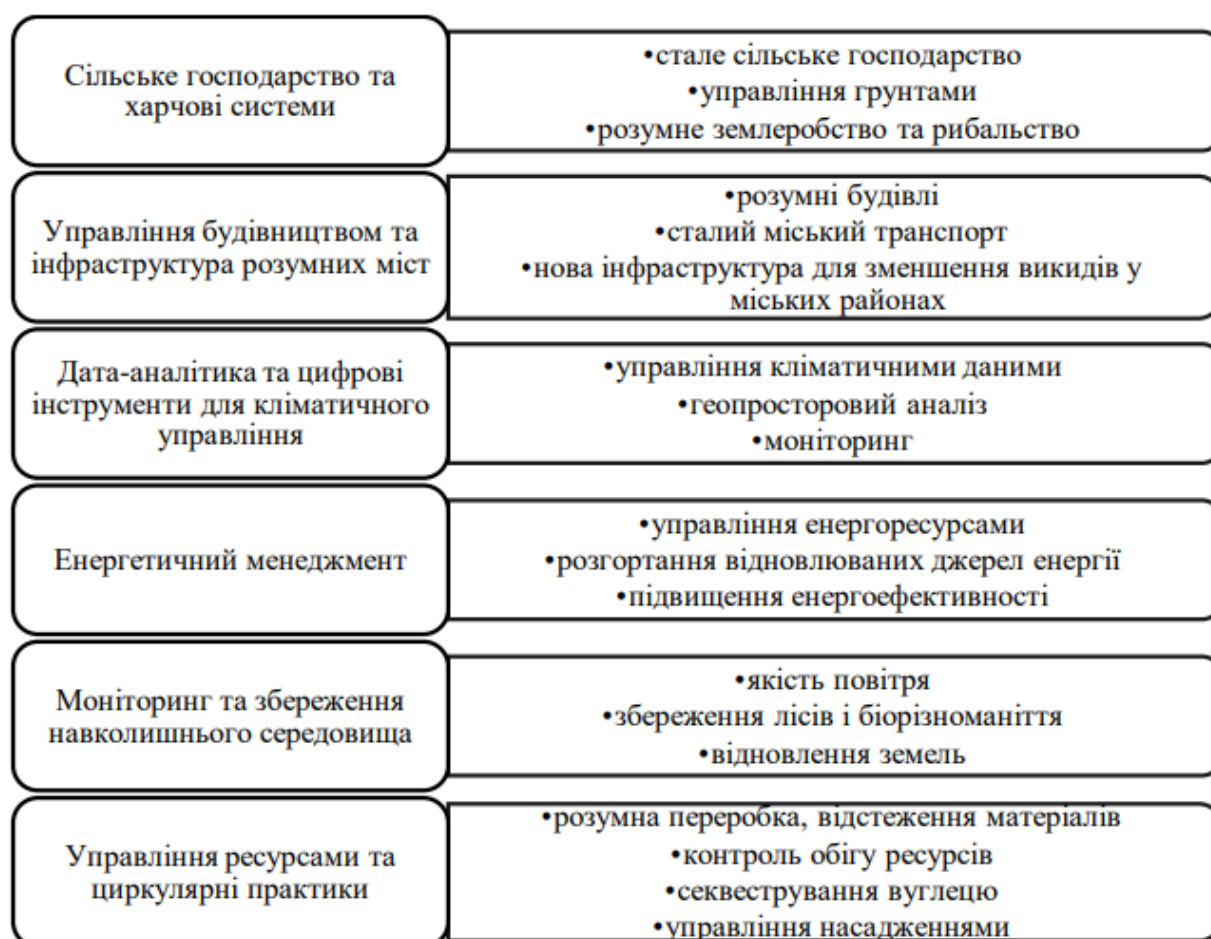 Сільське господарство та
харчові системи
•стале сільське господарство
•управління грунтами
•розумне землеробство та рибальство
Управління будівництвом та
інфраструктура розумних міст
•розумні будівлі
•сталий міський транспорт
•нова інфраструктура для зменшення викидів у
міських районах
Дата-аналітика та цифрові
інструменти для кліматичного
управління
•управління кліматичними даними
•геопросторовий аналіз
•моніторинг
Енергетичний менеджмент
•управління енергоресурсами
•розгортання відновлюваних джерел енергії
•підвищення енергоефективності
Моніторинг та збереження
навколишнього середовища
•якість повітря
•збереження лісів і біорізноманіття
•відновлення земель
Управління ресурсами та
циркулярні практики
•розумна переробка, відстеження матеріалів
•контроль обігу ресурсів
•секвестрування вуглецю
•управління насадженнями